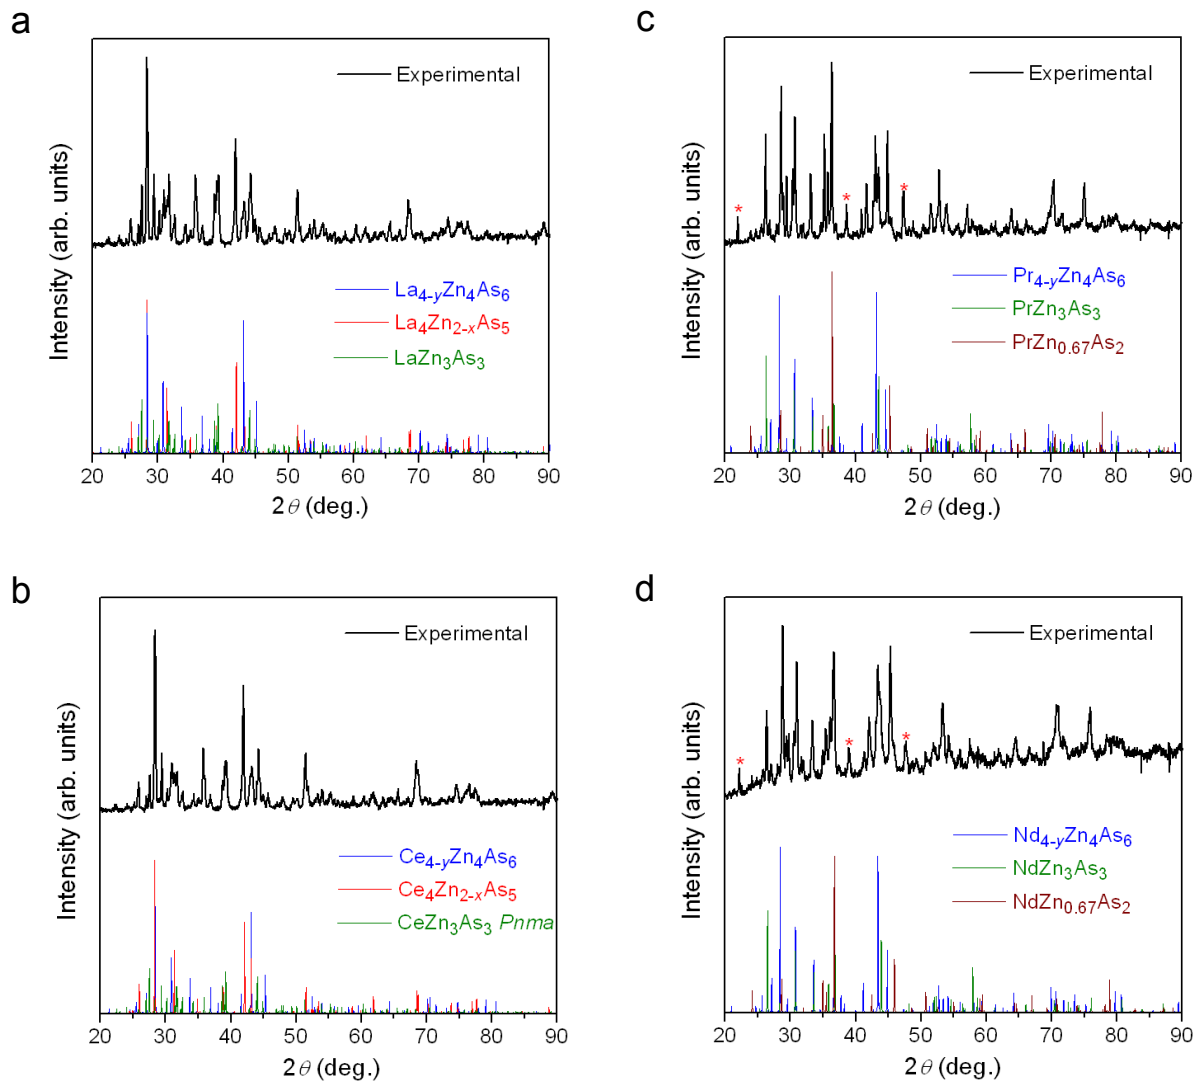 a
Experimental
La4-yZn4As6
La4Zn2-xAs5
LaZn3As3
Intensity (arb. units)
20 30 40 50 60 70 80 90
2θ (deg.)
c
Experimental
*
*
*
Pr4-yZn4As6
PrZn3As3
PrZn0.67As2
Intensity (arb. units)
20 30 40 50 60 70 80 90
2θ (deg.)
b
Experimental
Ce4-yZn4As6
Ce4Zn2-xAs5
CeZn3As3 Pnma
Intensity (arb. units)
20 30 40 50 60 70 80 90
2θ (deg.)
d
Experimental
*
*
*
Nd4-yZn4As6
NdZn3As3
NdZn0.67As2
Intensity (arb. units)
20 30 40 50 60 70 80 90
2θ (deg.)